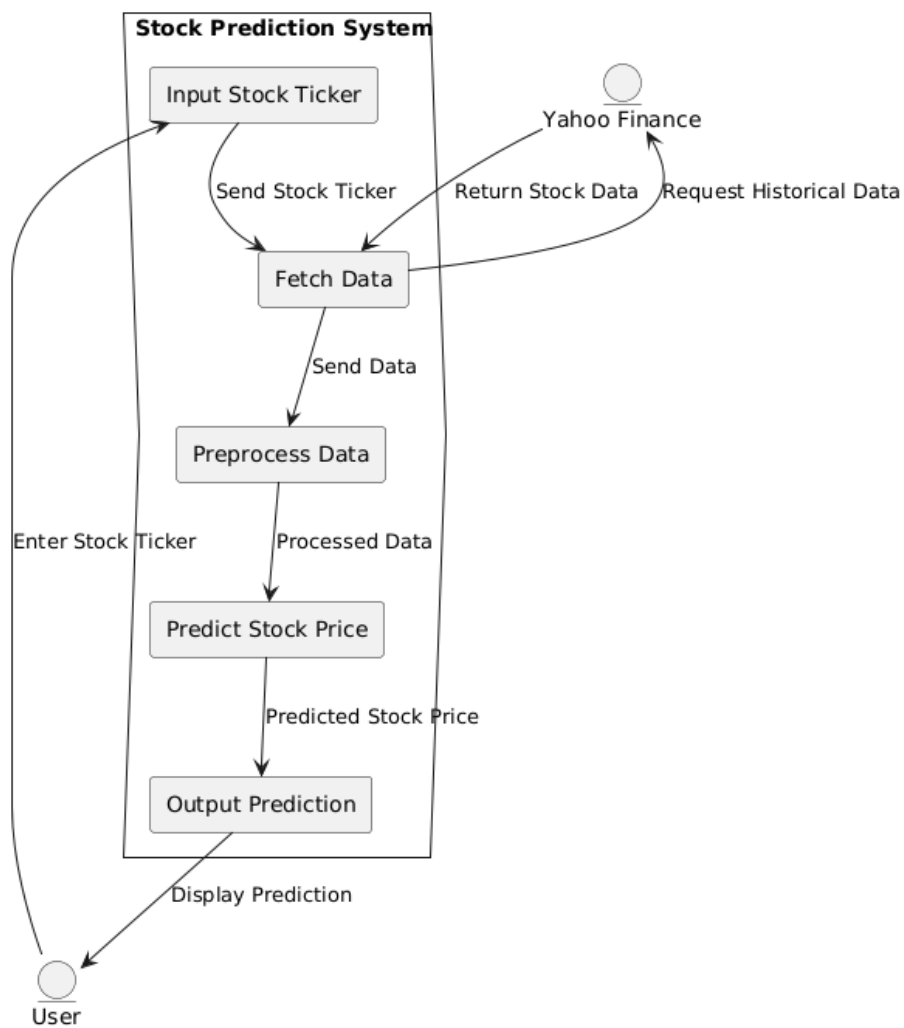 Stock Prediction System
Input Stock Ticker
Yahoo Finance
Send Stock Ticker
Return Stock Data
Request Historical Data
Fetch Data
Send Data
Preprocess Data
Enter Stock Ticker
Processed Data
Predict Stock Price
Predicted Stock Price
Output Prediction
Display Prediction
User